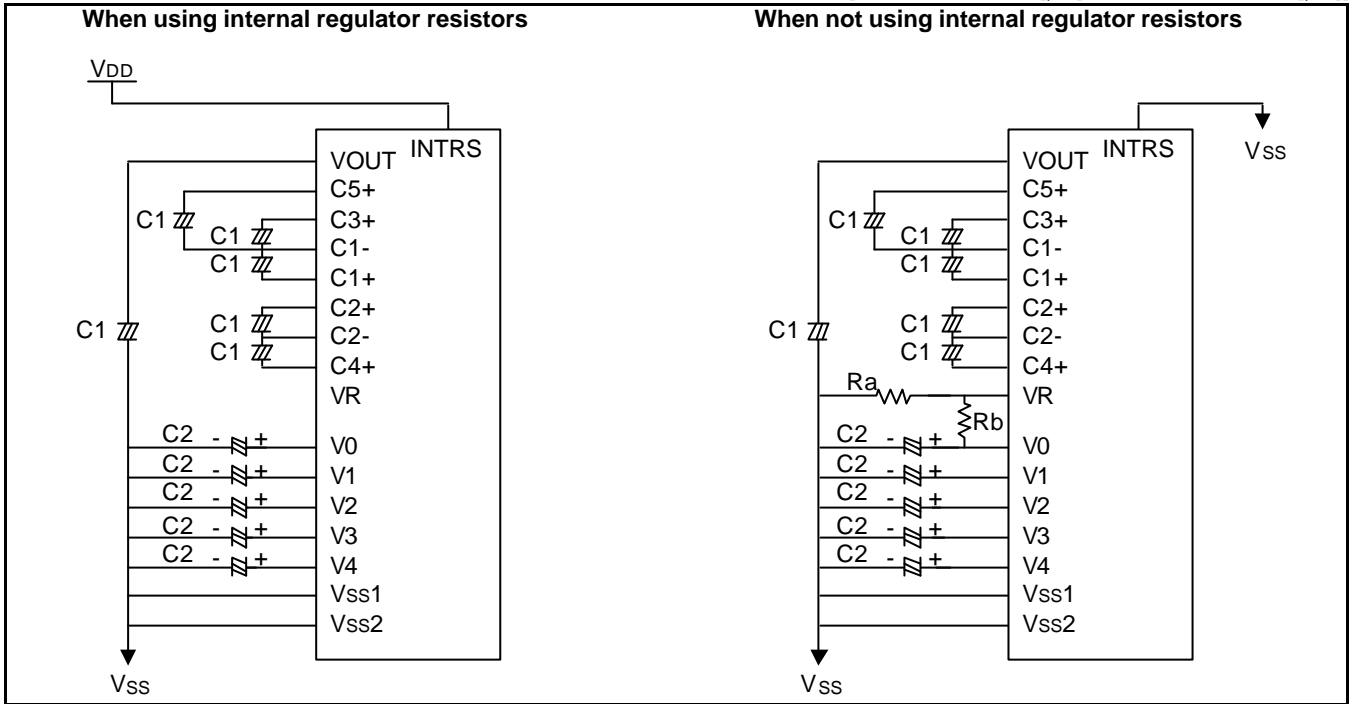 When using internal regulator resistors
VDD
INTRS
VOUT
C5+
C1
C3+
C1
C1-
C1
C1+
C2+
C1
C1
C2-
C1
C4+
VR
C2 - + V0
C2 - + V1
C2 - + V2
C2 - + V3
C2 - + V4
Vss1
Vss2
Vss
When not using internal regulator resistors
INTRS
Vss
VOUT
C5+
C1
C3+
C1
C1-
C1
C1+
C2+
C1
C1
C2-
C1
C4+
Ra
VR
Rb
C2 - + V0
C2 - + V1
C2 - + V2
C2 - + V3
C2 - + V4
Vss1
Vss2
Vss